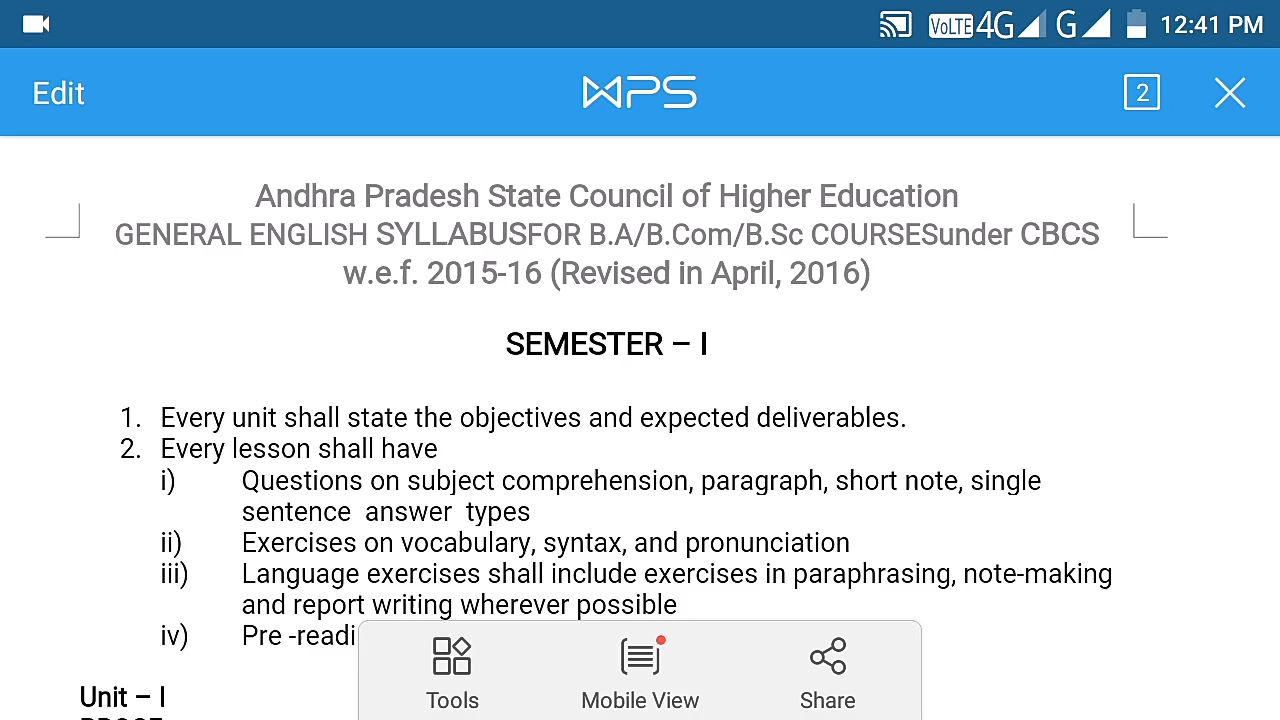 VoLTE 4G G 12:41 PM
Edit WPS 2
Andhra Pradesh State Council of Higher Education
GENERAL ENGLISH SYLLABUSFOR B.A/B.Com/B.Sc COURSESunder CBCS
w.e.f. 2015-16 (Revised in April, 2016)
SEMESTER – I
1. Every unit shall state the objectives and expected deliverables.
2. Every lesson shall have
i) Questions on subject comprehension, paragraph, short note, single
sentence answer types
ii) Exercises on vocabulary, syntax, and pronunciation
iii) Language exercises shall include exercises in paraphrasing, note-making
and report writing wherever possible
iv) Pre -readi
Tools Mobile View Share
Unit – I